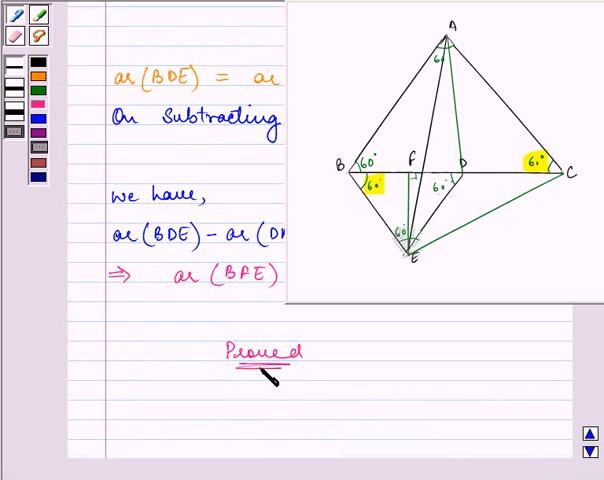 ar (BDE) = ar
On Subtracting
we have,
ar (BDE) - ar (D
⇒ ar (BFE)
Proved
A
60
B
60°
F
D
60°
C
60°
60°
60°
E